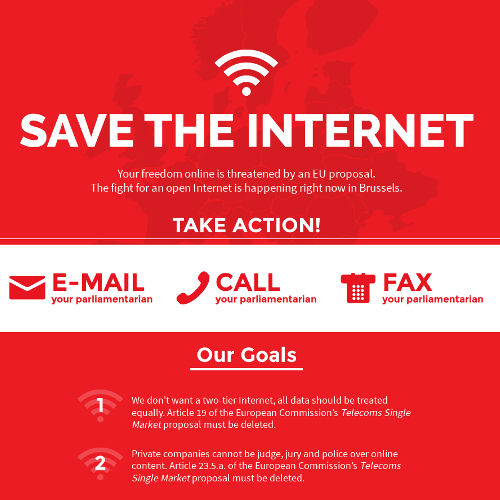 SAVE THE INTERNET
Your freedom online is threatened by an EU proposal.
The fight for an open Internet is happening right now in Brussels.
TAKE ACTION!
E-MAIL
your parliamentarian
CALL
your parliamentarian
FAX
your parliamentarian
Our Goals
1
We don't want a two-tier Internet, all data should be treated
equally. Article 19 of the European Commission's Telecoms Single
Market proposal must be deleted.
2
Private companies cannot be judge, jury and police over online
content. Article 23.5.a. of the European Commission's Telecoms
Single Market proposal must be deleted.